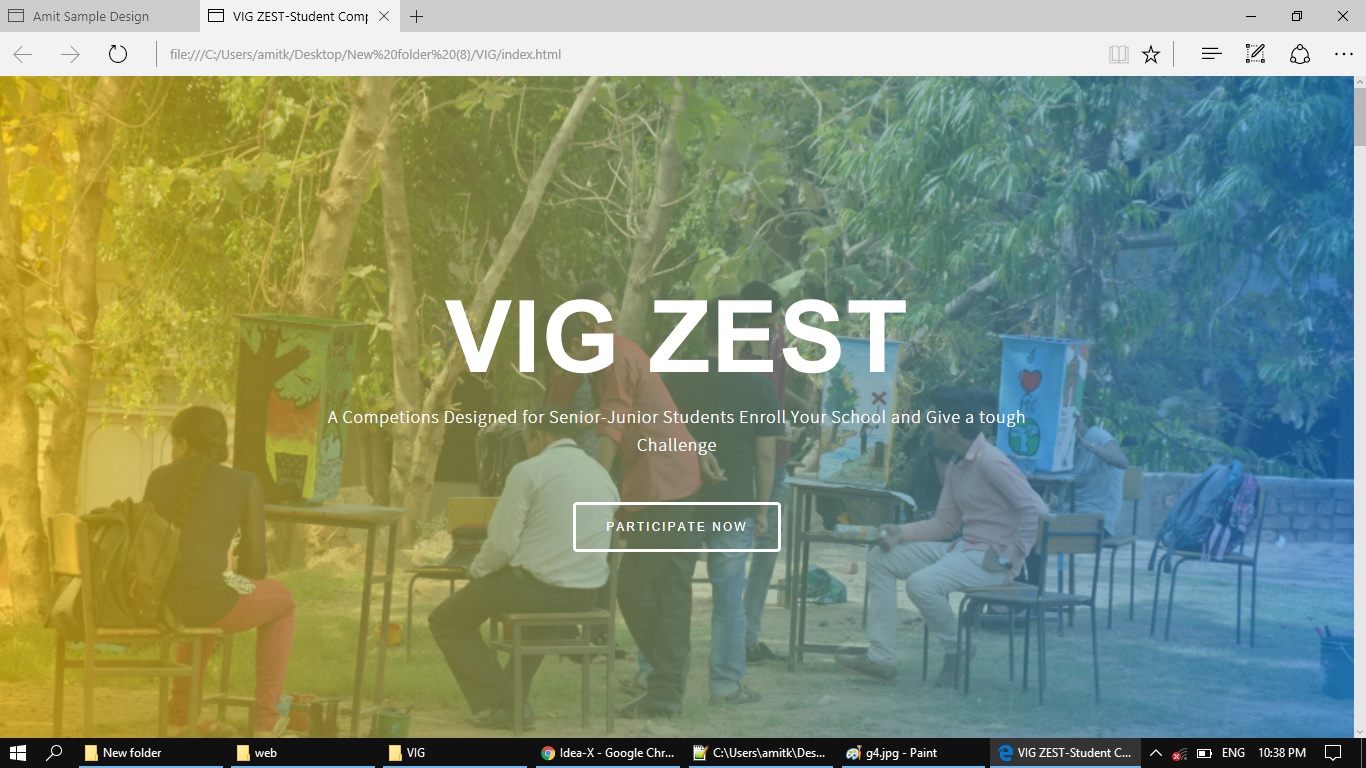 Amit Sample Design
VIG ZEST-Student Comp
file:///C:/Users/amitk/Desktop/New%20folder%20(8)/VIG/index.html
VIG ZEST
A Competions Designed for Senior-Junior Students Enroll Your School and Give a tough
Challenge
PARTICIPATE NOW
New folder
web
VIG
Idea-X - Google Chr...
C:\Users\amitk\Des...
g4.jpg - Paint
VIG ZEST-Student C...
ENG
10:38 PM